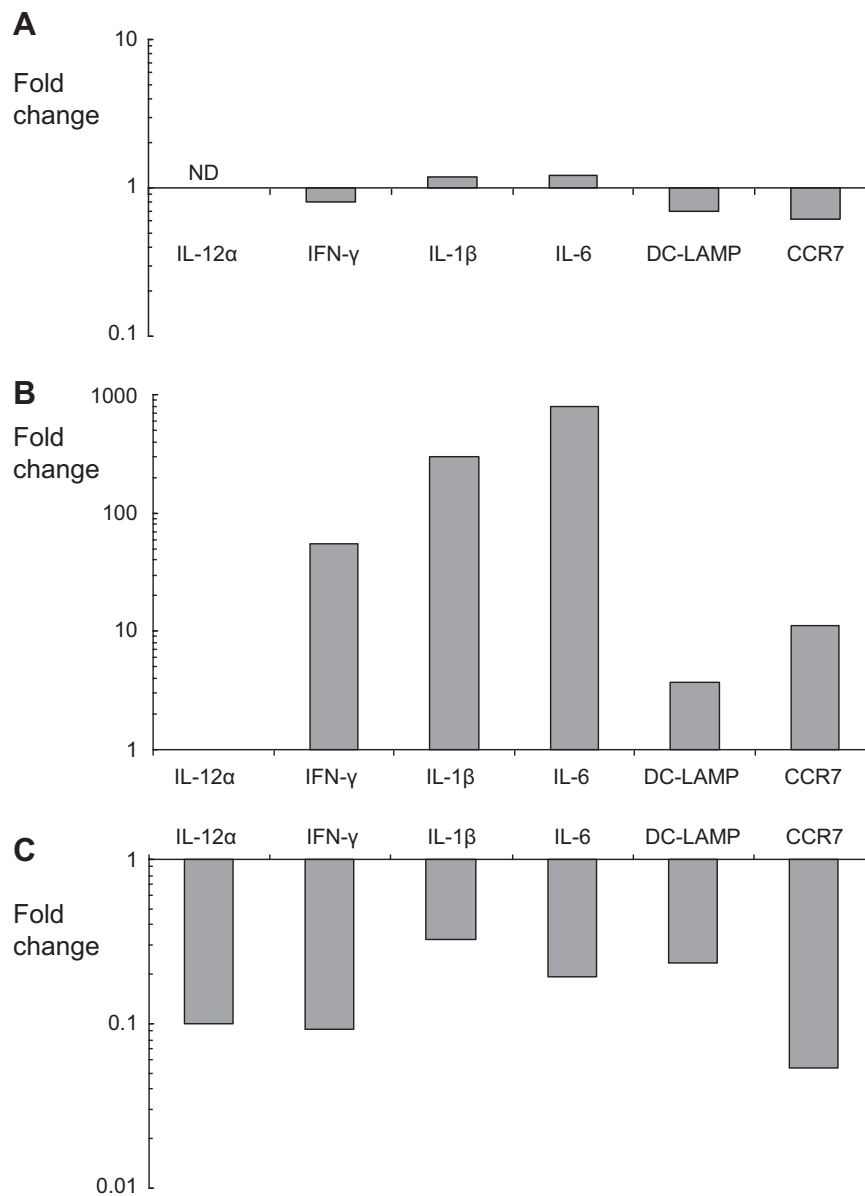 A
10
Fold
change
ND
1
IL-12α IFN-γ IL-1β IL-6 DC-LAMP CCR7
0.1
B
1000
Fold
change
100
10
1
IL-12α IFN-γ IL-1β IL-6 DC-LAMP CCR7
IL-12α IFN-γ IL-1β IL-6 DC-LAMP CCR7
C
1
Fold
change
0.1
0.01